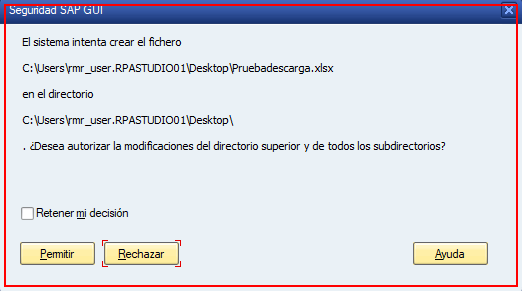 Seguridad SAP GUI
El sistema intenta crear el fichero
C:\Users\rmr_user.RPASTUDIO01\Desktop\Pruebadescarga.xlsx
en el directorio
C:\Users\rmr_user.RPASTUDIO01\Desktop\
. ¿Desea autorizar la modificaciones del directorio superior y de todos los subdirectorios?
Retener mi decisión
Permitir Rechazar Ayuda